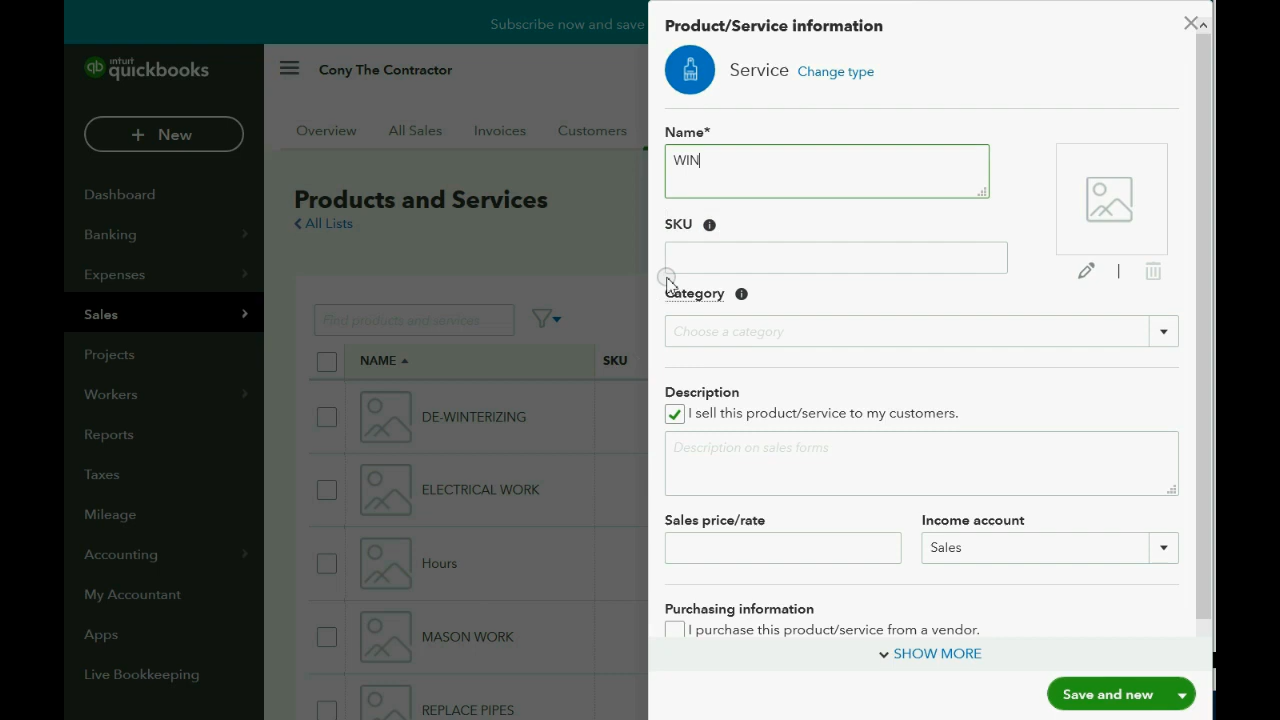 Subscribe now and save
intuit
quickbooks
+ New
Dashboard
Banking
Expenses
Sales
Projects
Workers
Reports
Taxes
Mileage
Accounting
My Accountant
Apps
Live Bookkeeping
Cony The Contractor
Overview All Sales Invoices Customers
Products and Services
All Lists
Find products and services
NAME SKU
DE-WINTERIZING
ELECTRICAL WORK
Hours
MASON WORK
REPLACE PIPES
Product/Service information
Service Change type
Name*
WIN
SKU
Category
Choose a category
Description
I sell this product/service to my customers.
Description on sales forms
Sales price/rate Income account
Sales
Purchasing information
I purchase this product/service from a vendor.
SHOW MORE
Save and new